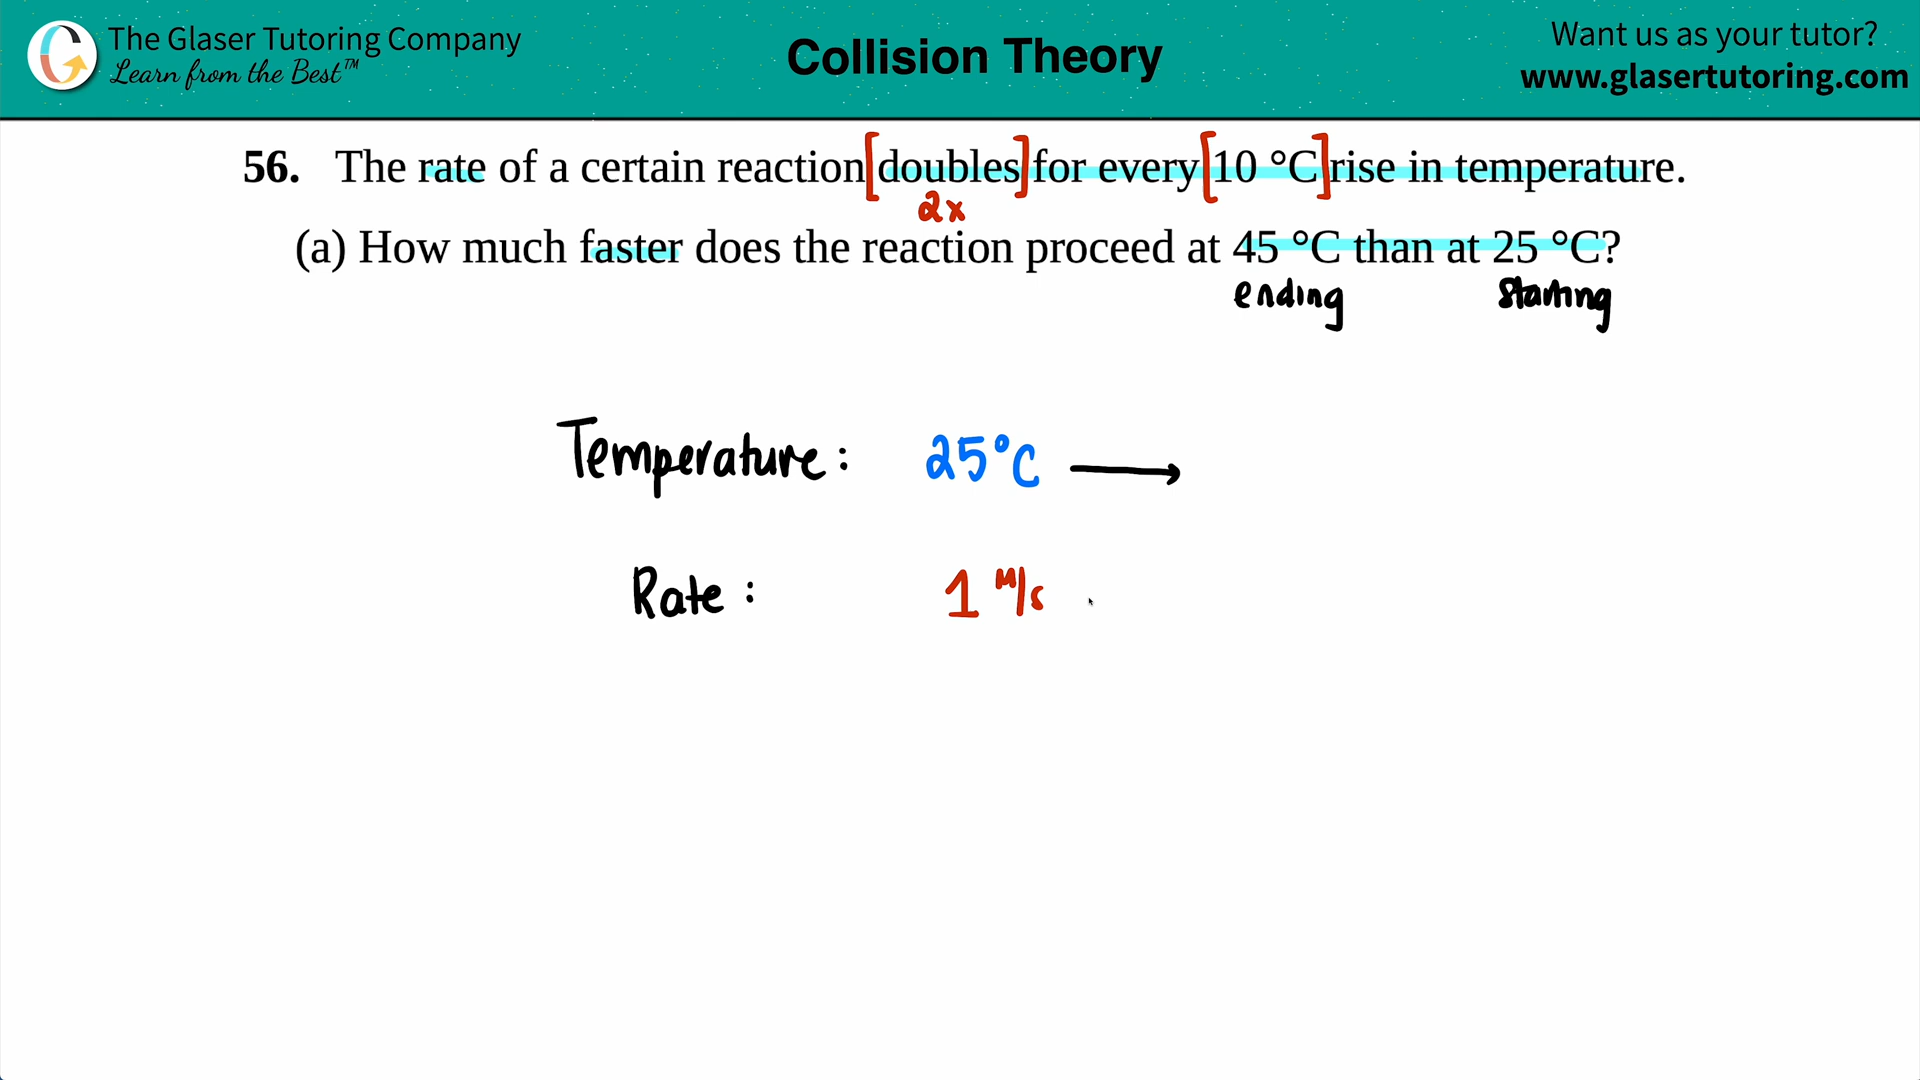 The Glaser Tutoring Company
Learn from the Best™
Collision Theory
Want us as your tutor?
www.glasertutoring.com
56. The rate of a certain reaction [doubles] for every [10 °C] rise in temperature.
2x
(a) How much faster does the reaction proceed at 45 °C than at 25 °C?
ending starting
Temperature: 25°C →
Rate: 1 M/s